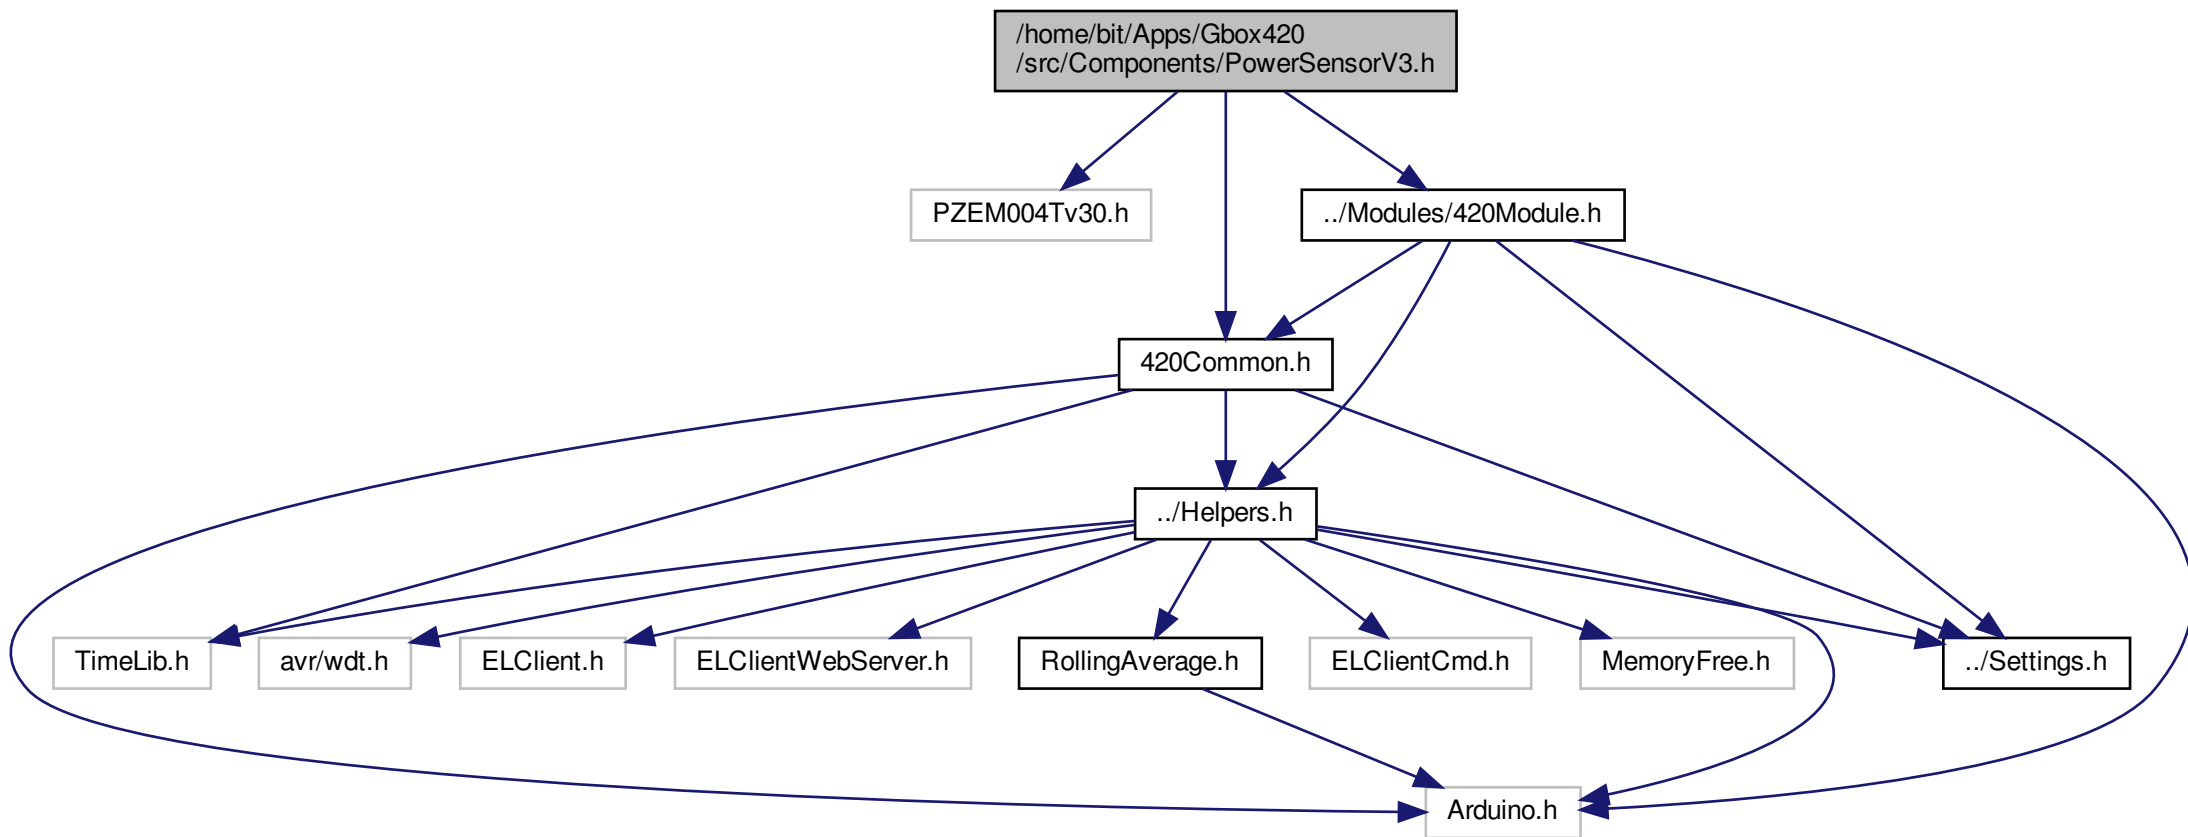 /home/bit/Apps/Gbox420
/src/Components/PowerSensorV3.h
PZEM004Tv30.h
../Modules/420Module.h
420Common.h
../Helpers.h
TimeLib.h
avr/wdt.h
ELClient.h
ELClientWebServer.h
RollingAverage.h
ELClientCmd.h
MemoryFree.h
../Settings.h
Arduino.h